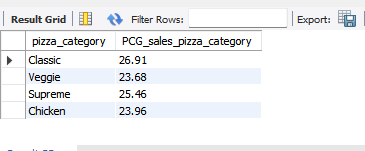 Result Grid Filter Rows: Export:
pizza_category PCG_sales_pizza_category
Classic 26.91
Veggie 23.68
Supreme 25.46
Chicken 23.96